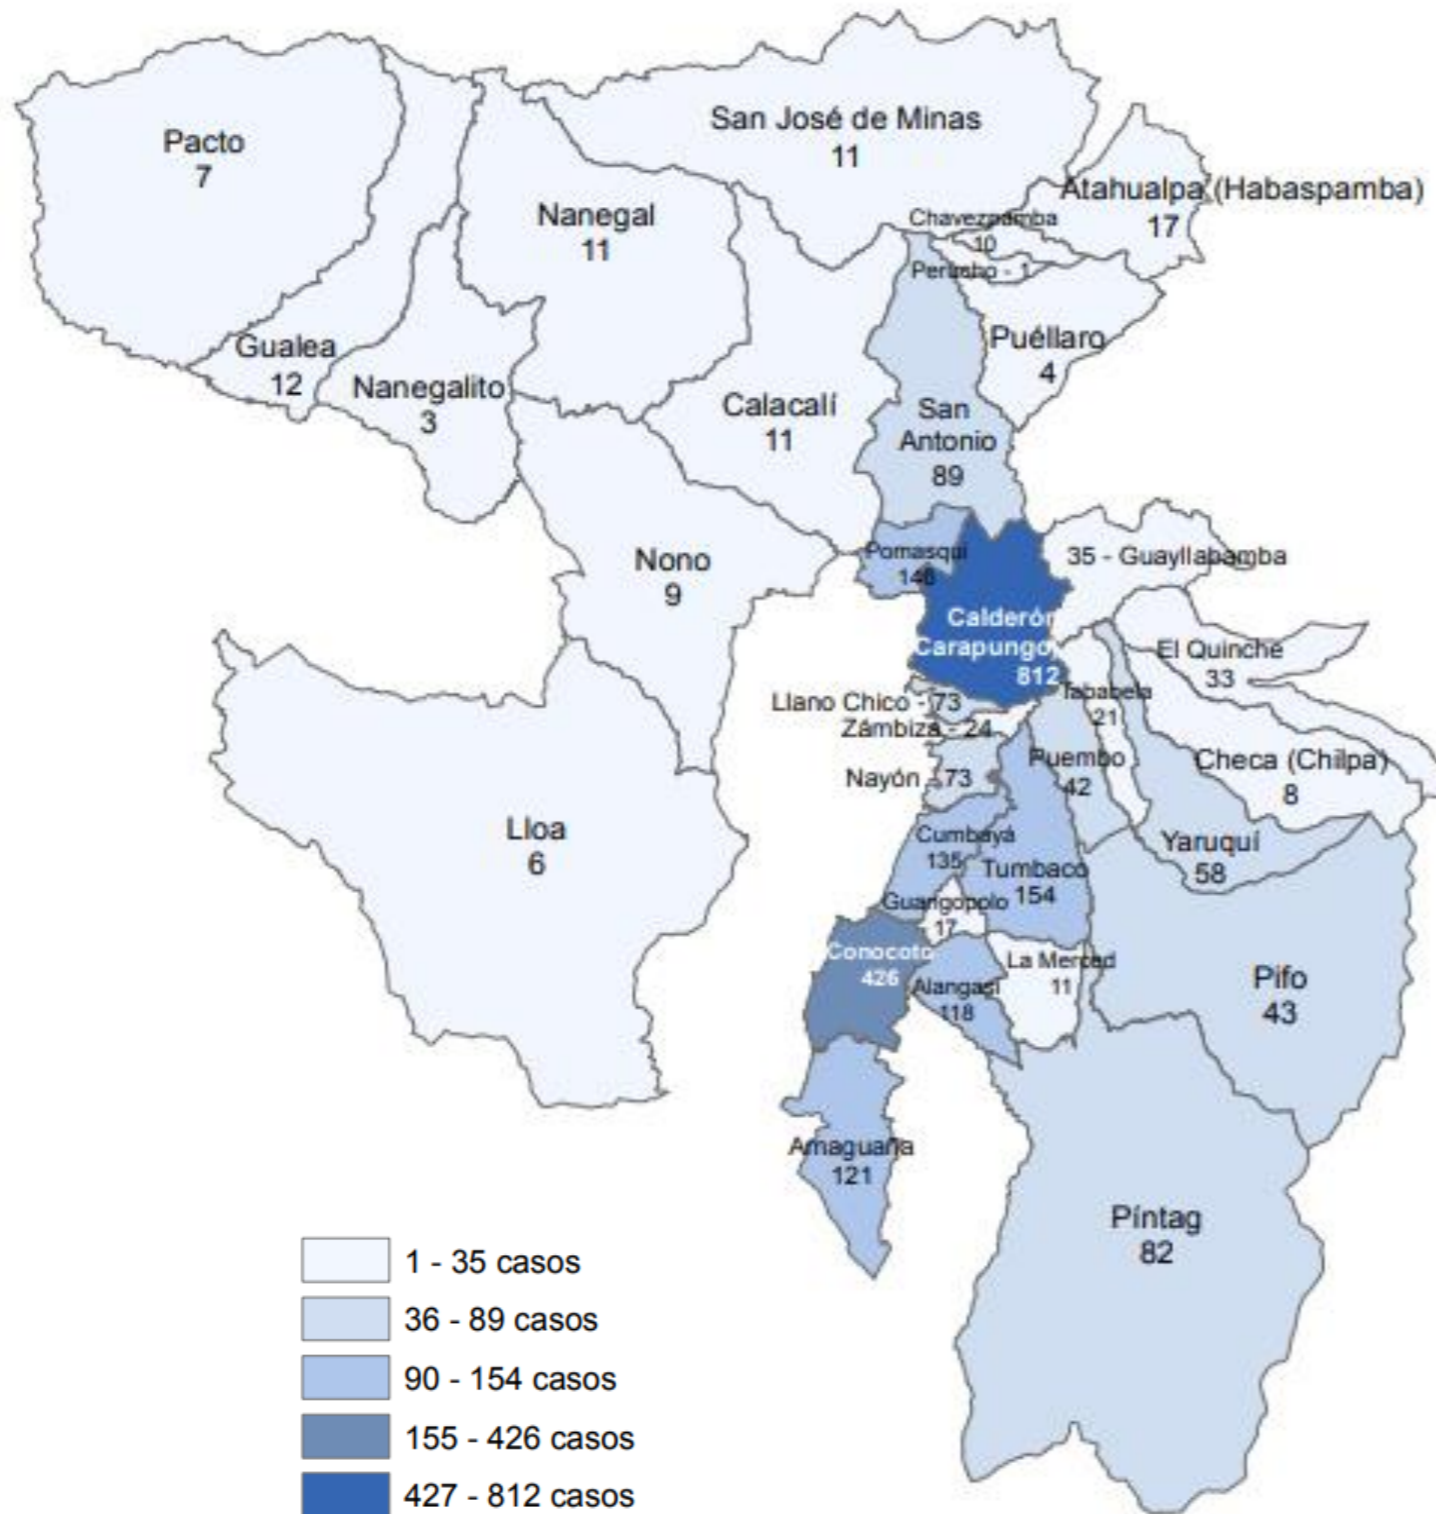 San José de Minas
11
Pacto
7
Atahualpa (Habaspamba)
17
Nanegal
11
Chavezpamba
10
Perucho - 1
Puéllaro
4
Gualea
12
Nanegalito
3
Calacalí
11
San
Antonio
89
Pomasqui
146
35 - Guayllabamba
Nono
9
Calderón
Carapungo
812
El Quinche
33
Tababela
21
Llano Chico - 73
Zámbiza - 24
Nayón - 73
Puembo
42
Checa (Chilpa)
8
Lloa
6
Cumbayá
135
Tumbaco
154
Yaruquí
58
Guangopolo
17
Conocoto
426
La Merced
11
Alangasí
118
Pifo
43
Amaguaña
121
Píntag
82
1 - 35 casos
36 - 89 casos
90 - 154 casos
155 - 426 casos
427 - 812 casos